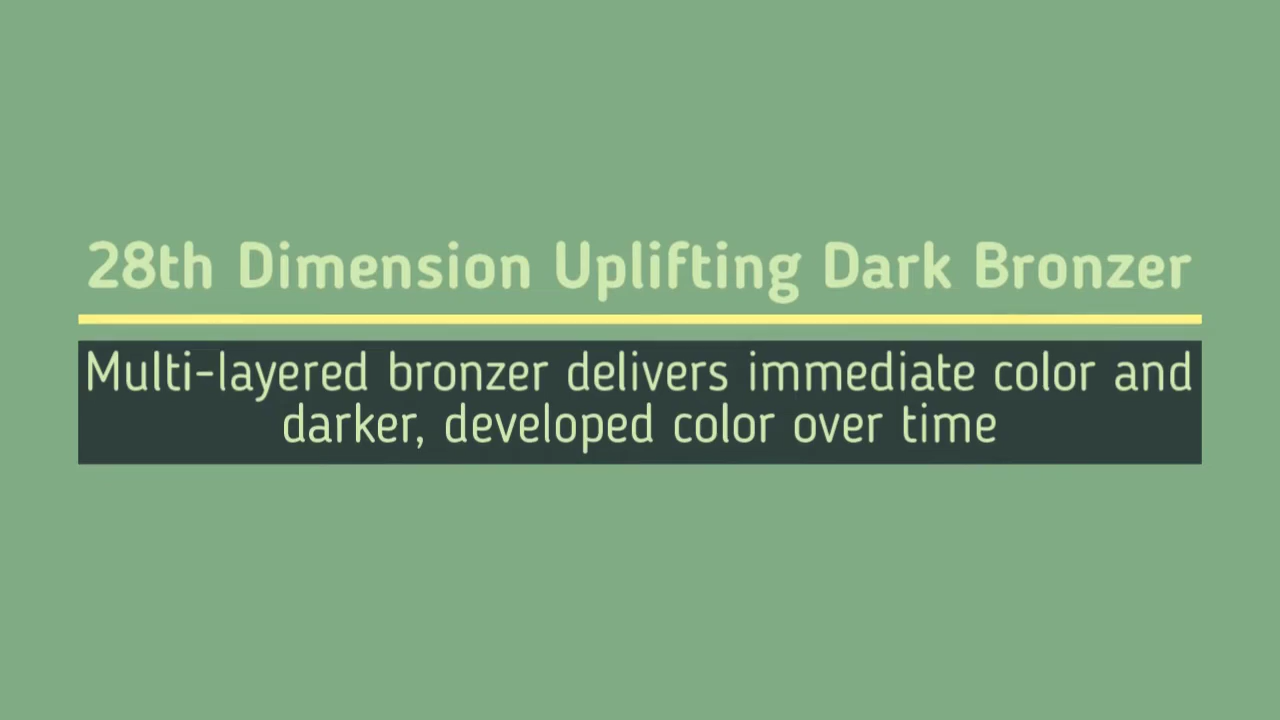 28th Dimension Uplifting Dark Bronzer
Multi-layered bronzer delivers immediate color and
darker, developed color over time